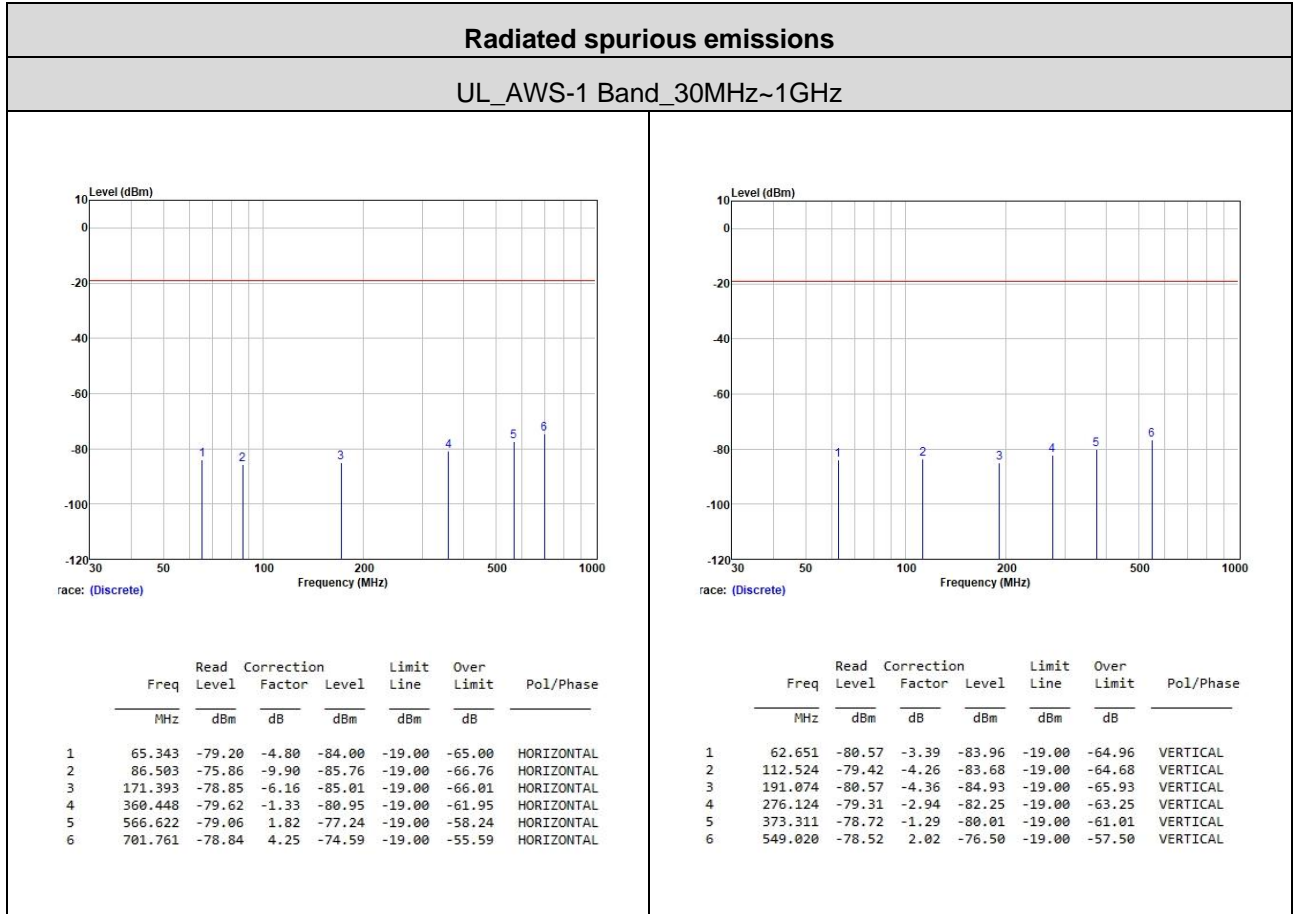 Radiated spurious emissions
UL_AWS-1 Band_30MHz~1GHz
Level (dBm)
10
0
-20
-40
-60
-80
-100
-120
1
2
3
4
5
6
30 50 100 200 500 1000
Frequency (MHz)
race: (Discrete)
Read Correction Limit Over
Freq Level Factor Level Line Limit Pol/Phase
MHz dBm dB dBm dBm dB
1 65.343 -79.20 -4.80 -84.00 -19.00 -65.00 HORIZONTAL
2 86.503 -75.86 -9.90 -85.76 -19.00 -66.76 HORIZONTAL
3 171.393 -78.85 -6.16 -85.01 -19.00 -66.01 HORIZONTAL
4 360.448 -79.62 -1.33 -80.95 -19.00 -61.95 HORIZONTAL
5 566.622 -79.06 1.82 -77.24 -19.00 -58.24 HORIZONTAL
6 701.761 -78.84 4.25 -74.59 -19.00 -55.59 HORIZONTAL
Level (dBm)
10
0
-20
-40
-60
-80
-100
-120
1
2
3
4
5
6
30 50 100 200 500 1000
Frequency (MHz)
race: (Discrete)
Read Correction Limit Over
Freq Level Factor Level Line Limit Pol/Phase
MHz dBm dB dBm dBm dB
1 62.651 -80.57 -3.39 -83.96 -19.00 -64.96 VERTICAL
2 112.524 -79.42 -4.26 -83.68 -19.00 -64.68 VERTICAL
3 191.074 -80.57 -4.36 -84.93 -19.00 -65.93 VERTICAL
4 276.124 -79.31 -2.94 -82.25 -19.00 -63.25 VERTICAL
5 373.311 -78.72 -1.29 -80.01 -19.00 -61.01 VERTICAL
6 549.020 -78.52 2.02 -76.50 -19.00 -57.50 VERTICAL